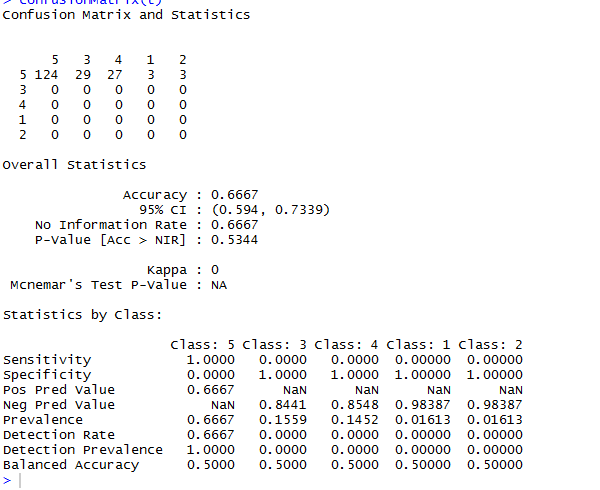 > confusionMatrix(t)
Confusion Matrix and Statistics
5 3 4 1 2
5 124 29 27 3 3
3 0 0 0 0 0
4 0 0 0 0 0
1 0 0 0 0 0
2 0 0 0 0 0
Overall Statistics
Accuracy : 0.6667
95% CI : (0.594, 0.7339)
No Information Rate : 0.6667
P-Value [Acc > NIR] : 0.5344
Kappa : 0
Mcnemar's Test P-Value : NA
Statistics by Class:
Class: 5 Class: 3 Class: 4 Class: 1 Class: 2
Sensitivity 1.0000 0.0000 0.0000 0.00000 0.00000
Specificity 0.0000 1.0000 1.0000 1.00000 1.00000
Pos Pred Value 0.6667 NaN NaN NaN NaN
Neg Pred Value NaN 0.8441 0.8548 0.98387 0.98387
Prevalence 0.6667 0.1559 0.1452 0.01613 0.01613
Detection Rate 0.6667 0.0000 0.0000 0.00000 0.00000
Detection Prevalence 1.0000 0.0000 0.0000 0.00000 0.00000
Balanced Accuracy 0.5000 0.5000 0.5000 0.50000 0.50000
>